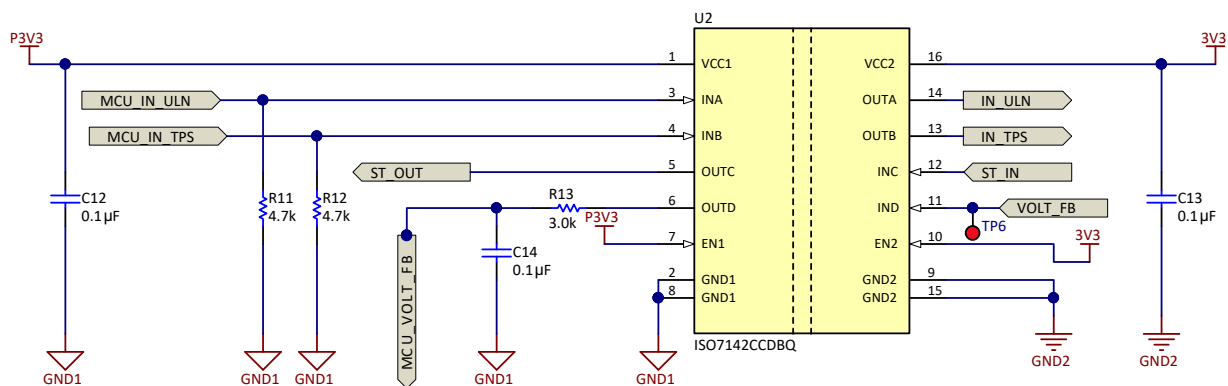 U2
P3V3
3V3
1 VCC1 VCC2 16
MCU_IN_ULN 3 INA OUTA 14 IN_ULN
MCU_IN_TPS 4 INB OUTB 13 IN_TPS
ST_OUT 5 OUTC INC 12 ST_IN
C12
0.1µF
R11
4.7k
R12
4.7k
R13
3.0k
6 OUTD IND 11 VOLT_FB
TP6
C13
0.1µF
P3V3
7 EN1 EN2 10
3V3
C14
0.1µF
MCU_VOLT_FB
2 GND1 GND2 9
8 GND1 GND2 15
ISO7142CCDBQ
GND1
GND1
GND1
GND1
GND1
GND2
GND2